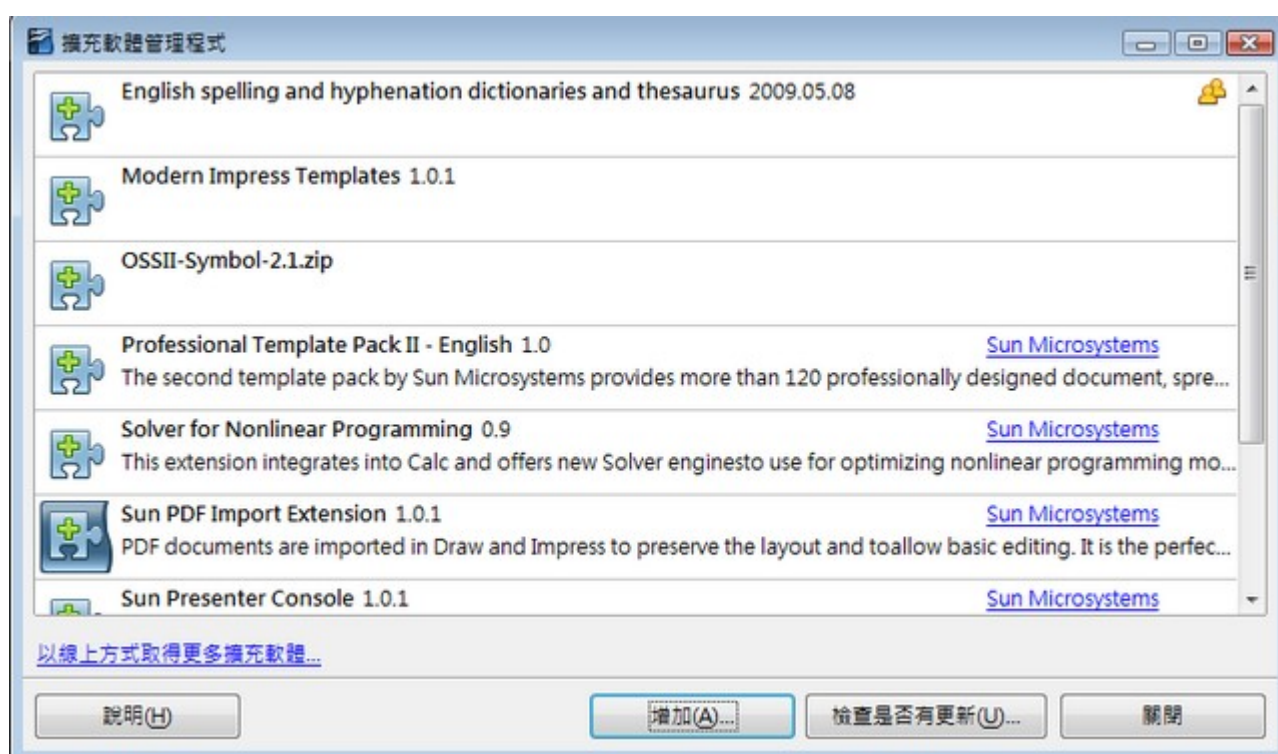 擴充軟體管理程式
English spelling and hyphenation dictionaries and thesaurus 2009.05.08
Modern Impress Templates 1.0.1
OSSII-Symbol-2.1.zip
Professional Template Pack II - English 1.0 Sun Microsystems
The second template pack by Sun Microsystems provides more than 120 professionally designed document, spre...
Solver for Nonlinear Programming 0.9 Sun Microsystems
This extension integrates into Calc and offers new Solver enginesto use for optimizing nonlinear programming mo...
Sun PDF Import Extension 1.0.1 Sun Microsystems
PDF documents are imported in Draw and Impress to preserve the layout and toallow basic editing. It is the perfec...
Sun Presenter Console 1.0.1 Sun Microsystems
以線上方式取得更多擴充軟體...
說明(H) 增加(A)... 檢查是否有更新(U)... 關閉